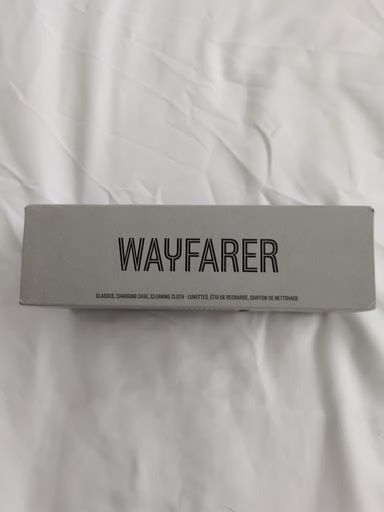 WAYFARER
GLASSES, CHARGING CASE, CLEANING CLOTH · LUNETTES, ÉTUI DE RECHARGE, CHIFFON DE NETTOYAGE